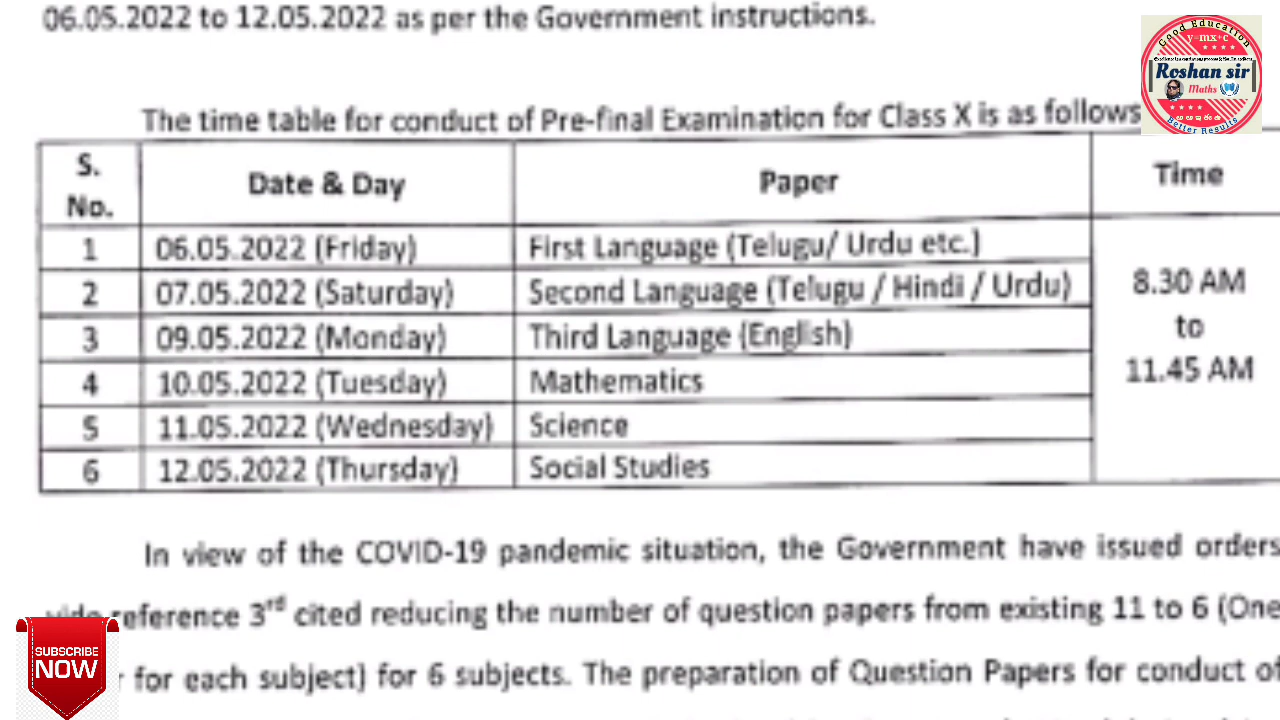 06.05.2022 to 12.05.2022 as per the Government instructions.
Good Education
y=mx+c
Roshan sir
Maths
Better Results
The time table for conduct of Pre-final Examination for Class X is as follows
S. No. Date & Day Paper Time
1 06.05.2022 (Friday) First Language (Telugu/ Urdu etc.)
2 07.05.2022 (Saturday) Second Language (Telugu / Hindi / Urdu)
3 09.05.2022 (Monday) Third Language (English)
4 10.05.2022 (Tuesday) Mathematics
5 11.05.2022 (Wednesday) Science
6 12.05.2022 (Thursday) Social Studies
8.30 AM
to
11.45 AM
In view of the COVID-19 pandemic situation, the Government have issued orders
vide reference 3rd cited reducing the number of question papers from existing 11 to 6 (One
for each subject) for 6 subjects. The preparation of Question Papers for conduct of
SUBSCRIBE
NOW